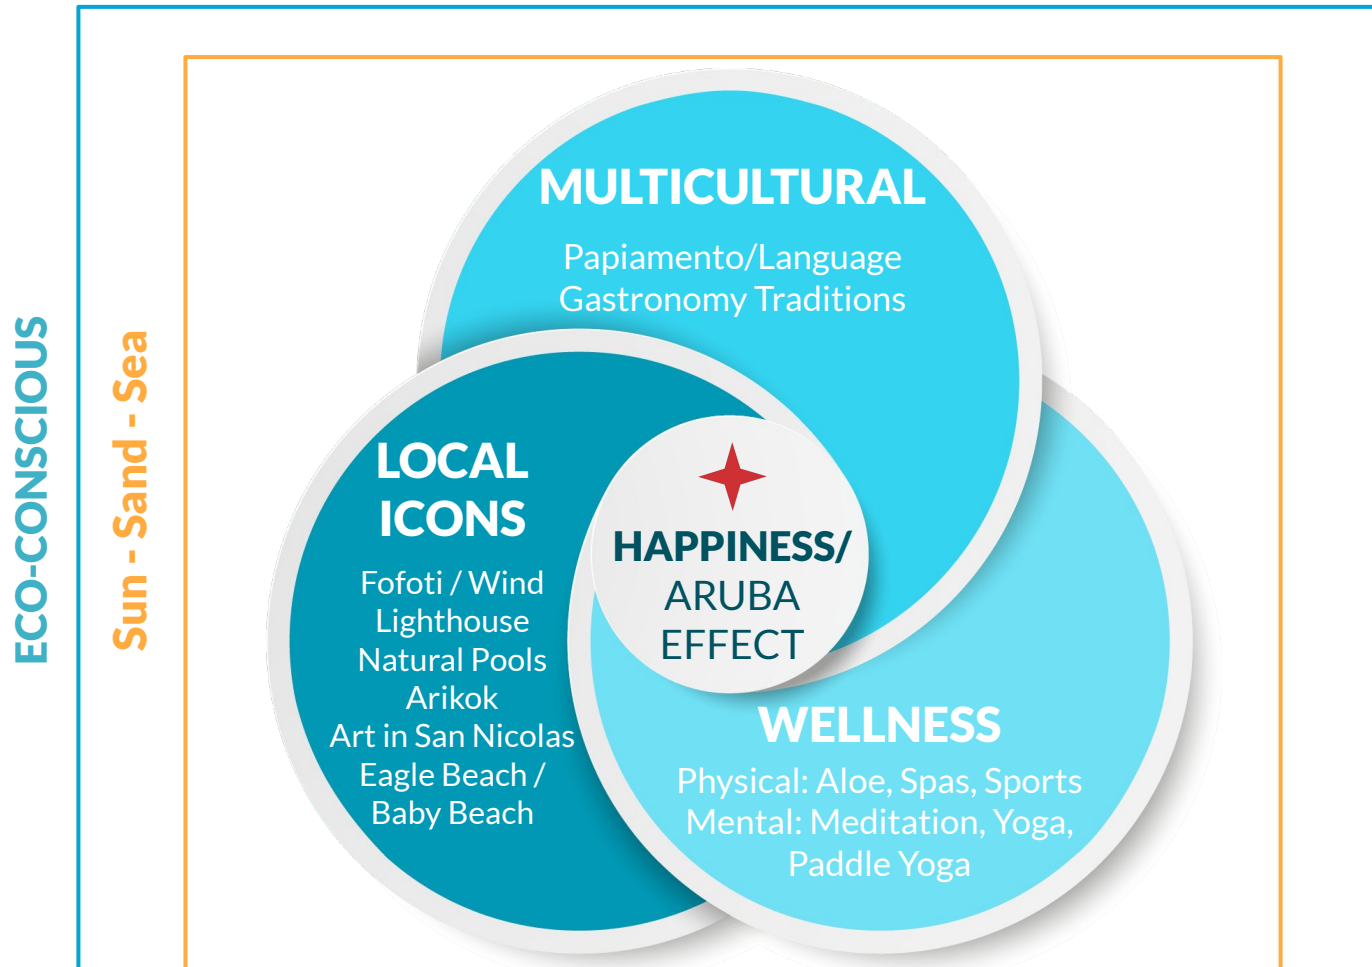 ECO-CONSCIOUS
Sun - Sand - Sea
MULTICULTURAL
Papiamento/Language
Gastronomy Traditions
LOCAL
ICONS
Fofoti / Wind
Lighthouse
Natural Pools
Arikok
Art in San Nicolas
Eagle Beach /
Baby Beach
HAPPINESS/
ARUBA
EFFECT
WELLNESS
Physical: Aloe, Spas, Sports
Mental: Meditation, Yoga,
Paddle Yoga